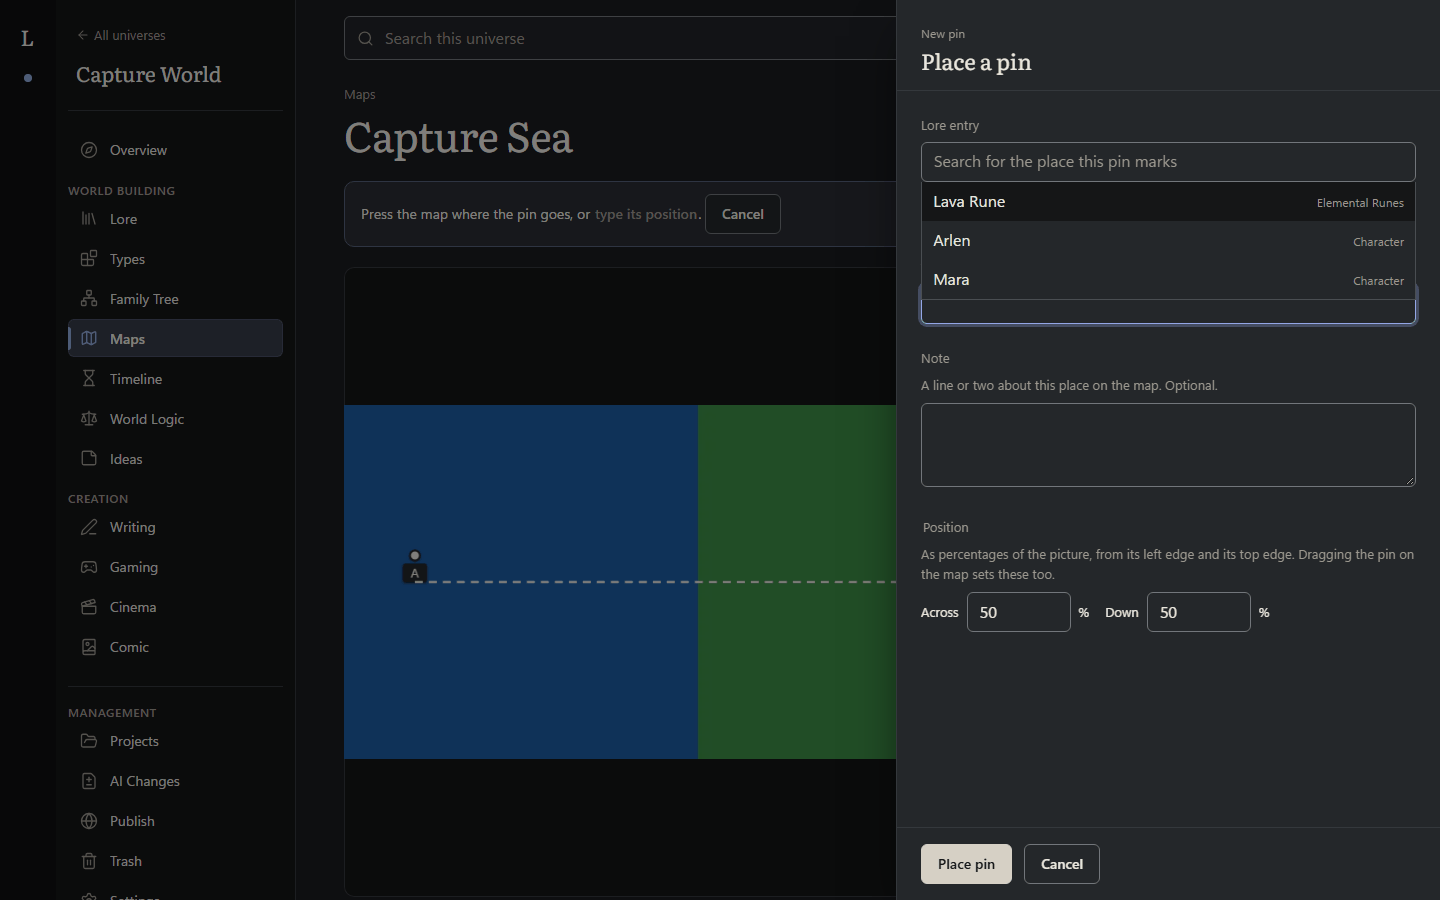 L
All universes
Capture World
Overview
WORLD BUILDING
Lore
Types
Family Tree
Maps
Timeline
World Logic
Ideas
CREATION
Writing
Gaming
Cinema
Comic
MANAGEMENT
Projects
AI Changes
Publish
Trash
Settings
Search this universe
Maps
Capture Sea
Press the map where the pin goes, or type its position. Cancel
A
New pin
Place a pin
Lore entry
Search for the place this pin marks
Lava Rune Elemental Runes
Arlen Character
Mara Character
Note
A line or two about this place on the map. Optional.
Position
As percentages of the picture, from its left edge and its top edge. Dragging the pin on
the map sets these too.
Across 50 % Down 50 %
Place pin Cancel